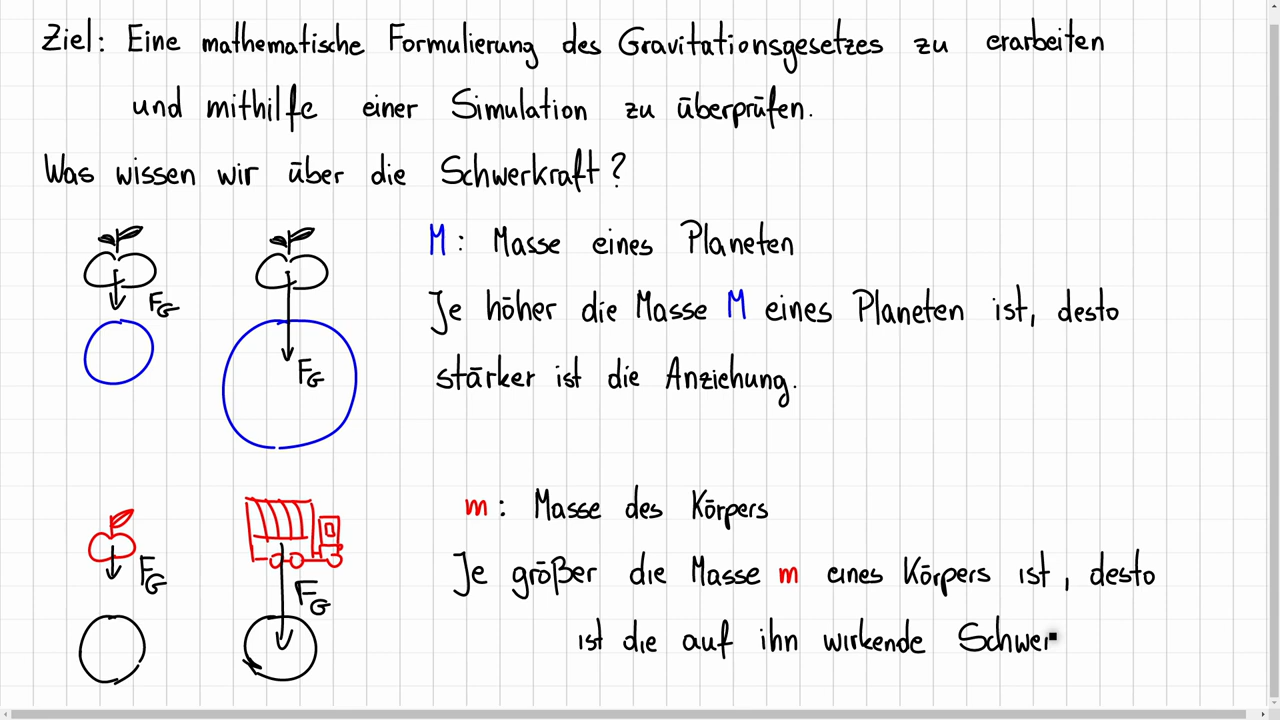 Ziel: Eine mathematische Formulierung des Gravitationsgesetzes zu erarbeiten
und mithilfe einer Simulation zu überprüfen.
Was wissen wir über die Schwerkraft?
M: Masse eines Planeten
FG
Je höher die Masse M eines Planeten ist, desto
FG
stärker ist die Anziehung.
m: Masse des Körpers
FG
Je größer die Masse m eines Körpers ist, desto
FG
ist die auf ihn wirkende Schwer